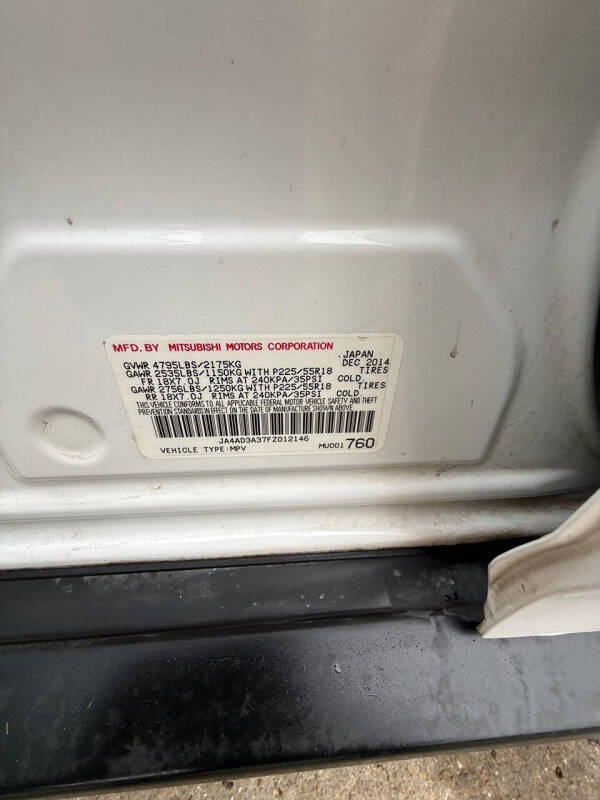 MFD. BY MITSUBISHI MOTORS CORPORATION
JAPAN
GVWR 4795LBS/2175KG DEC 2014
GAWR 2535LBS/1150KG WITH P225/55R18 TIRES
FR 18X7.0J RIMS AT 240KPA/35PSI COLD.
GAWR 2756LBS/1250KG WITH P225/55R18 TIRES
RR 18X7.0J RIMS AT 240KPA/35PSI COLD.
THIS VEHICLE CONFORMS TO ALL APPLICABLE FEDERAL MOTOR VEHICLE SAFETY AND THEFT
PREVENTION STANDARDS IN EFFECT ON THE DATE OF MANUFACTURE SHOWN ABOVE.
JA4AD3A37FZ012146
VEHICLE TYPE:MPV MU001 760